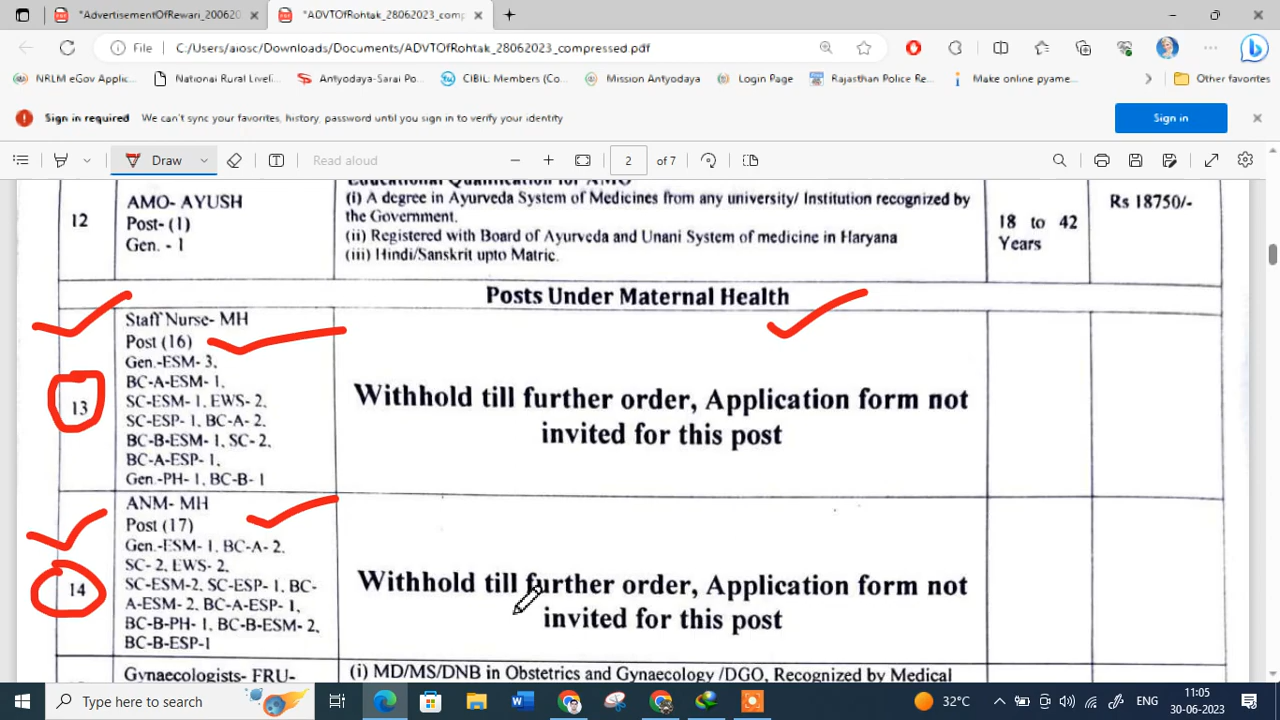 *AdvertisementOfRewari_200620
*ADVTOfRohtak_28062023_comp
File
C:/Users/aiosc/Downloads/Documents/ADVTOfRohtak_28062023_compressed pdf
NRLM eGov Applic...
National Rural Liveli...
Antyodaya-Sarai Po...
CIBIL: Members (Co...
Mission Antyodaya
Login Page
Rajasthan Police Re...
Make online pyame...
Other favorites
Sign in required
We can't sync your favorites, history, password until you sign in to verify your identity
Sign in
Draw
Read aloud
2
of 7
Educational Qualification for AMO
12
AMO- AYUSH
Post- (1)
Gen. - 1
(i) A degree in Ayurveda System of Medicines from any university/ Institution recognized by
the Government.
(ii) Registered with Board of Ayurveda and Unani System of medicine in Haryana
(iii) Hindi/Sanskrit upto Matric.
18 to 42
Years
Rs 18750/-
Posts Under Maternal Health
13
Staff Nurse- MH
Post (16)
Gen.-ESM- 3,
BC-A-ESM- 1,
SC-ESM- 1, EWS- 2,
SC-ESP- 1, BC-A- 2,
BC-B-ESM- 1, SC- 2,
BC-A-ESP- 1,
Gen.-PH- 1, BC-B- 1
Withhold till further order, Application form not
invited for this post
14
ANM- MH
Post (17)
Gen.-ESM- 1, BC-A- 2,
SC- 2, EWS- 2,
SC-ESM-2, SC-ESP- 1, BC-
A-ESM- 2, BC-A-ESP- 1,
BC-B-PH- 1, BC-B-ESM- 2,
BC-B-ESP-1
Withhold till further order, Application form not
invited for this post
Gynaecologists- FRU-
(i) MD/MS/DNB in Obstetrics and Gynaecology /DGO, Recognized by Medical
Type here to search
32°C
ENG
11:05
30-06-2023